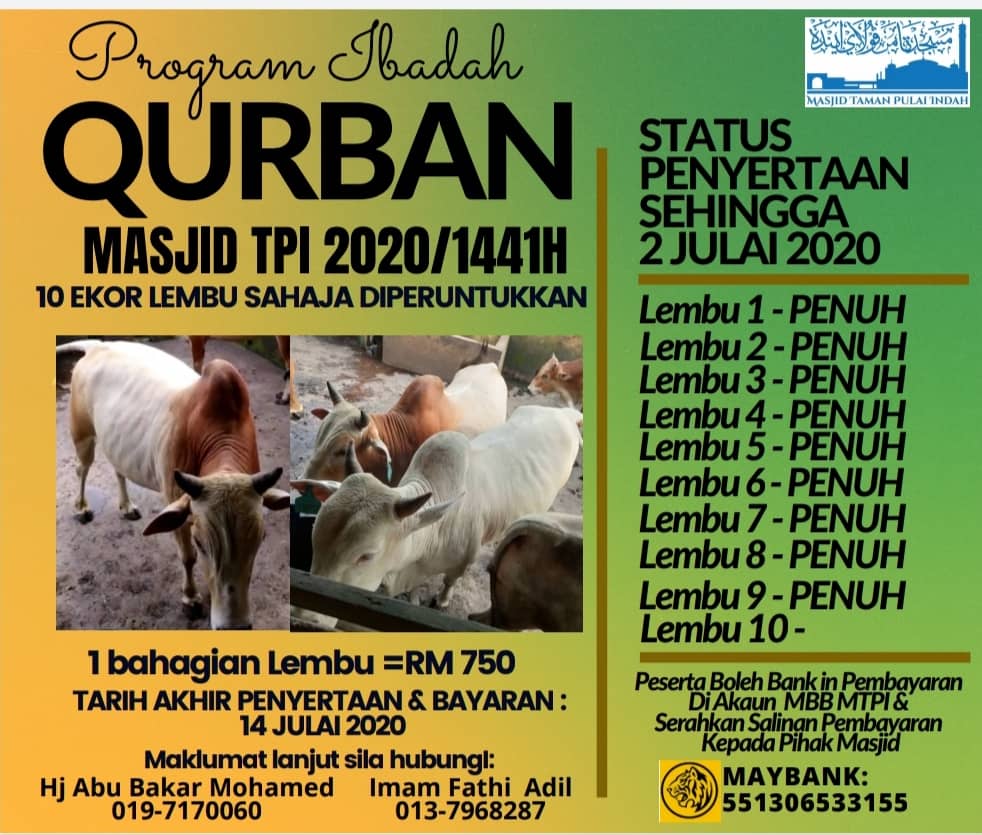 Program Ibadah
QURBAN
MASJID TPI 2020/1441H
10 EKOR LEMBU SAHAJA DIPERUNTUKKAN
1 bahagian Lembu =RM 750
TARIH AKHIR PENYERTAAN & BAYARAN :
14 JULAI 2020
Maklumat lanjut sila hubungI:
Hj Abu Bakar Mohamed
019-7170060
Imam Fathi Adil
013-7968287
مسجد تامن ڤولاي اينده
MASJID TAMAN PULAI INDAH
STATUS
PENYERTAAN
SEHINGGA
2 JULAI 2020
Lembu 1 - PENUH
Lembu 2 - PENUH
Lembu 3 - PENUH
Lembu 4 - PENUH
Lembu 5 - PENUH
Lembu 6 - PENUH
Lembu 7 - PENUH
Lembu 8 - PENUH
Lembu 9 - PENUH
Lembu 10 -
Peserta Boleh Bank in Pembayaran
Di Akaun MBB MTPI &
Serahkan Salinan Pembayaran
Kepada Pihak Masjid
MAYBANK:
551306533155